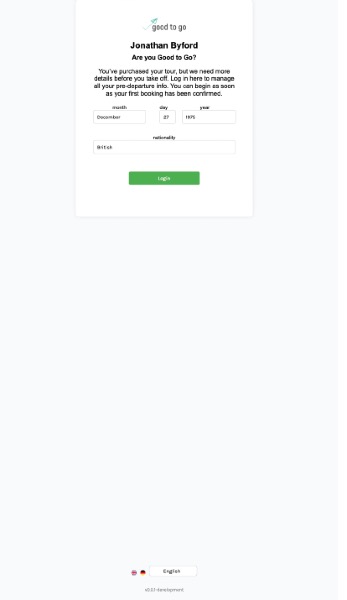 good to go
Jonathan Byford
Are you Good to Go?
You've purchased your tour, but we need more
details before you take off. Log in here to manage
all your pre-departure info. You can begin as soon
as your first booking has been confirmed.
month day year
December 27 1975
nationality
British
Login
English
v0.0.1-development